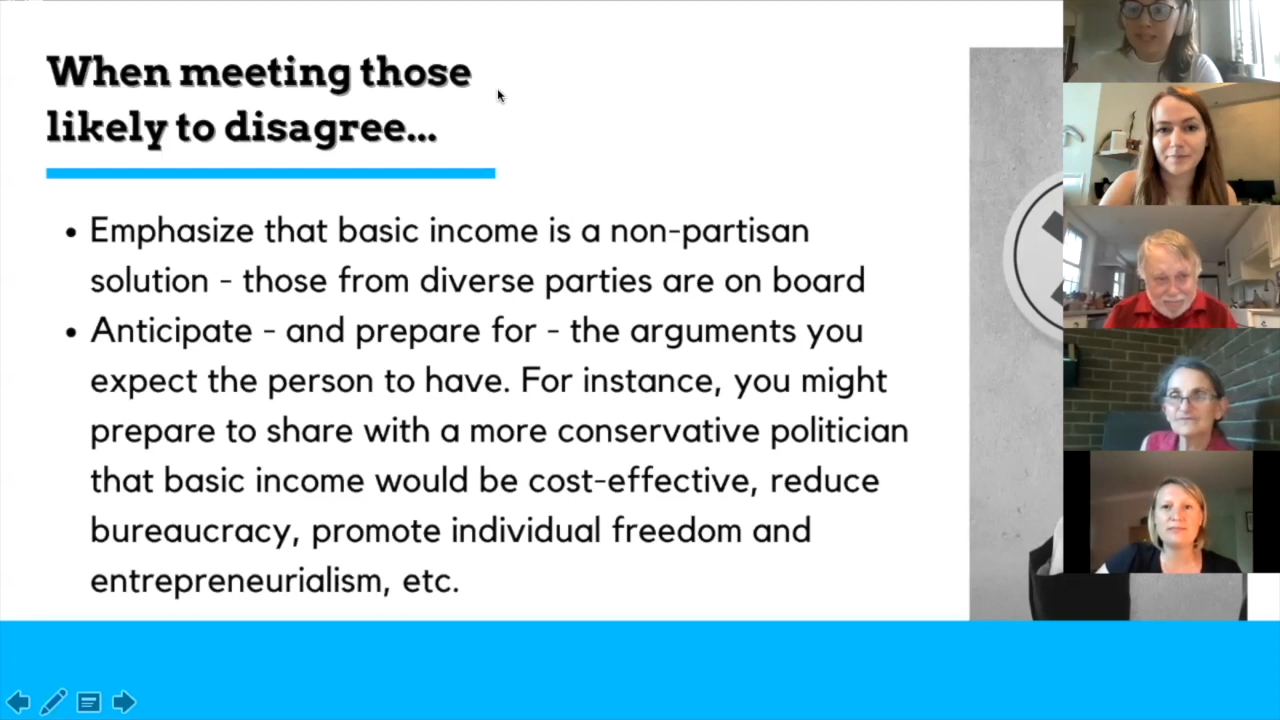 When meeting those
likely to disagree...
Emphasize that basic income is a non-partisan
solution - those from diverse parties are on board
Anticipate - and prepare for - the arguments you
expect the person to have. For instance, you might
prepare to share with a more conservative politician
that basic income would be cost-effective, reduce
bureaucracy, promote individual freedom and
entrepreneurialism, etc.